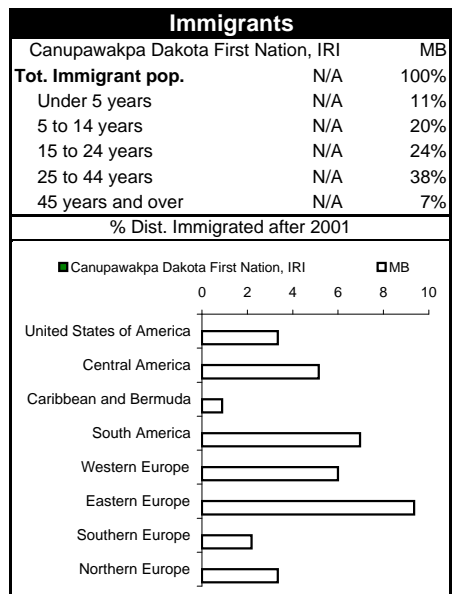 Immigrants
Canupawakpa Dakota First Nation, IRI MB
Tot. Immigrant pop. N/A 100%
Under 5 years N/A 11%
5 to 14 years N/A 20%
15 to 24 years N/A 24%
25 to 44 years N/A 38%
45 years and over N/A 7%
% Dist. Immigrated after 2001
Canupawakpa Dakota First Nation, IRI MB
0 2 4 6 8 10
United States of America
Central America
Caribbean and Bermuda
South America
Western Europe
Eastern Europe
Southern Europe
Northern Europe